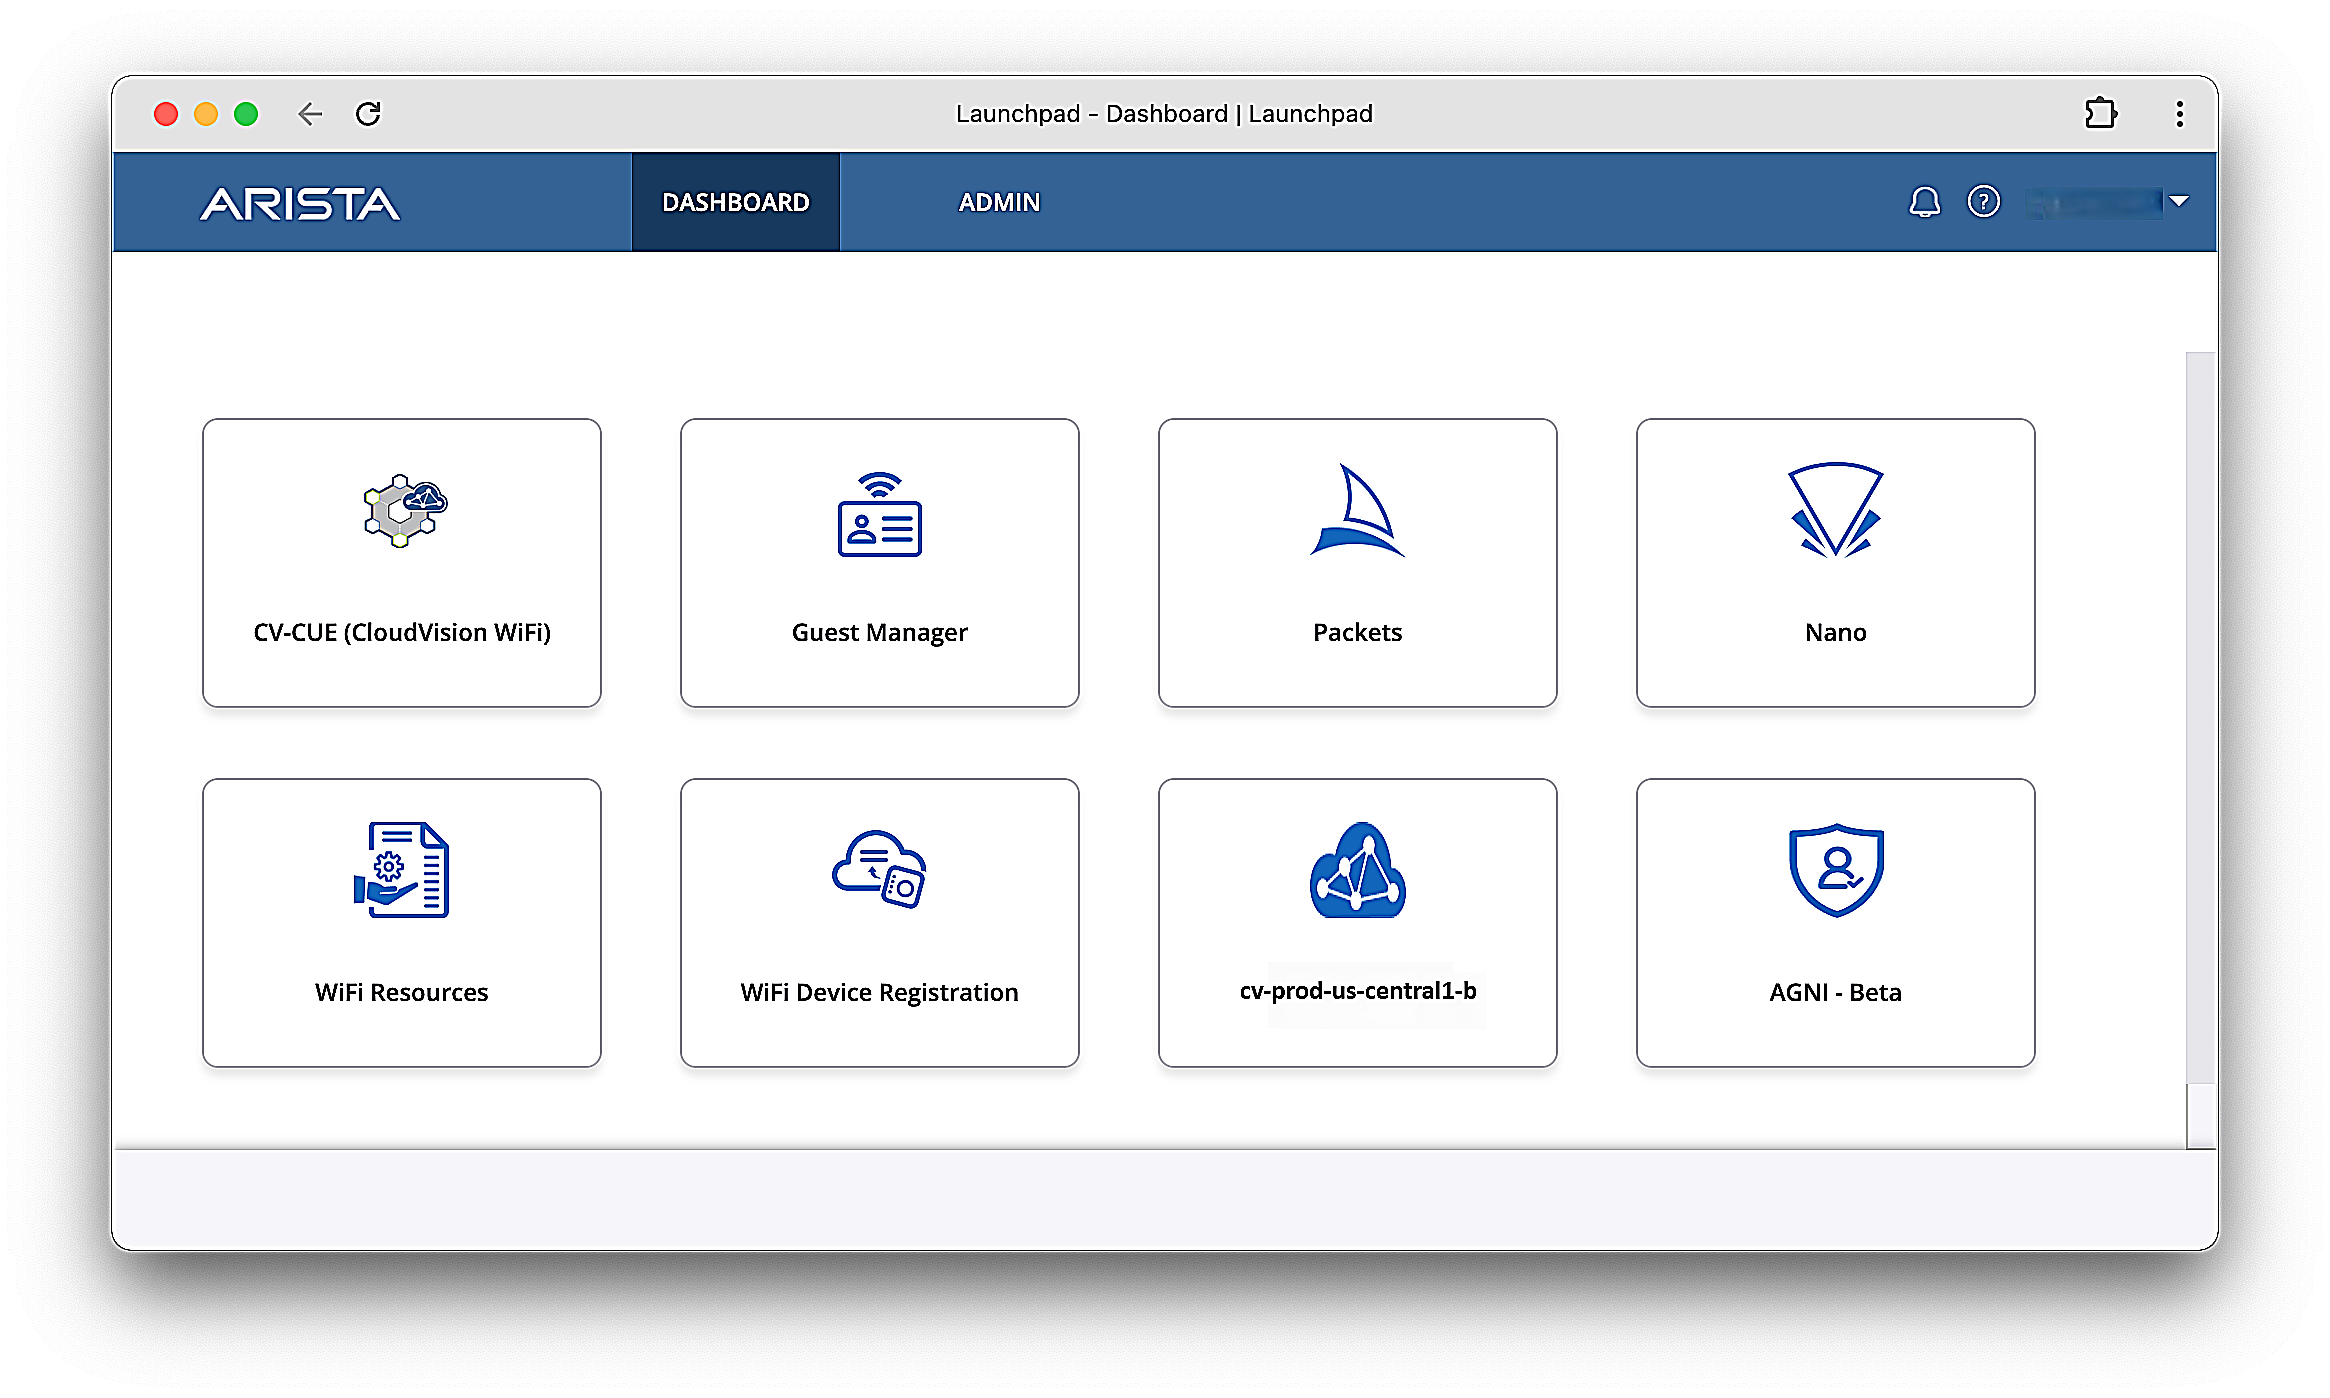 Launchpad - Dashboard | Launchpad
ARISTA
DASHBOARD
ADMIN
?
CV-CUE (CloudVision WiFi)
Guest Manager
Packets
Nano
WiFi Resources
WiFi Device Registration
cv-prod-us-central1-b
AGNI - Beta